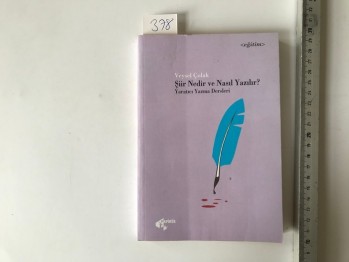 398
<eğitim>
Veysel Çolak
Şiir Nedir ve Nasıl Yazılır?
Yaratıcı Yazma Dersleri